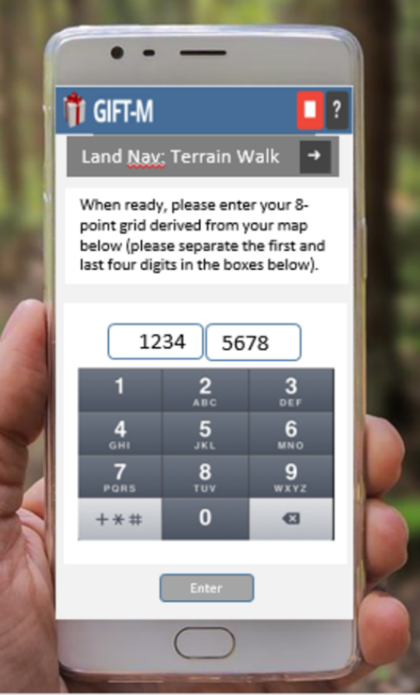 GIFT-M
?
Land Nav: Terrain Walk
When ready, please enter your 8-
point grid derived from your map
below (please separate the first and
last four digits in the boxes below).
1234 5678
1 2 3
ABC DEF
4 5 6
GHI JKL MNO
7 8 9
PQRS TUV WXYZ
+*# 0
Enter